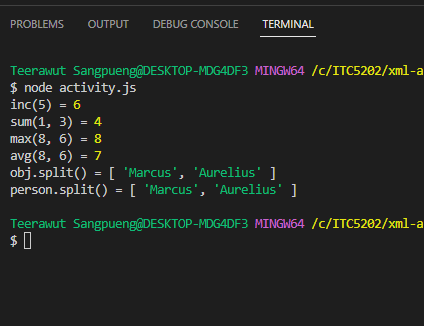 PROBLEMS OUTPUT DEBUG CONSOLE TERMINAL
Teerawut Sangpueng@DESKTOP-MDG4DF3 MINGW64 /c/ITC5202/xml-a
$ node activity.js
inc(5) = 6
sum(1, 3) = 4
max(8, 6) = 8
avg(8, 6) = 7
obj.split() = [ 'Marcus', 'Aurelius' ]
person.split() = [ 'Marcus', 'Aurelius' ]
Teerawut Sangpueng@DESKTOP-MDG4DF3 MINGW64 /c/ITC5202/xml-a
$